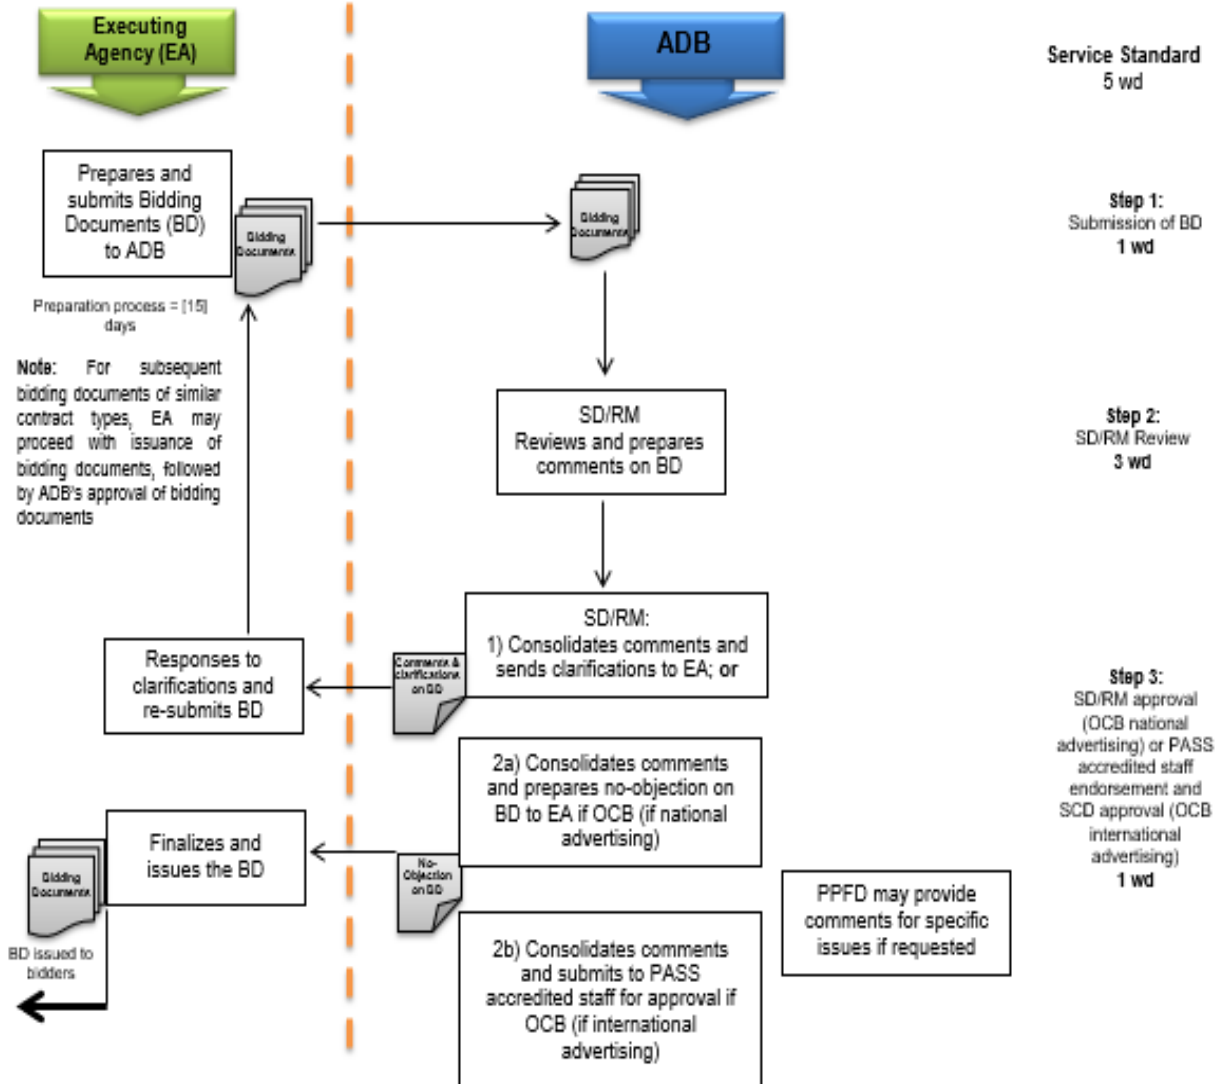 Executing
Agency (EA)
ADB
Service Standard
5 wd
Prepares and
submits Bidding
Documents (BD)
to ADB
Bidding
Documents
Bidding
Documents
Step 1:
Submission of BD
1 wd
Preparation process = [15]
days
Note: For subsequent
bidding documents of similar
contract types, EA may
proceed with issuance of
bidding documents, followed
by ADB's approval of bidding
documents
SD/RM
Reviews and prepares
comments on BD
Step 2:
SD/RM Review
3 wd
SD/RM:
1) Consolidates comments and
sends clarifications to EA; or
Comments &
clarifications
on BD
Responses to
clarifications and
re-submits BD
Step 3:
SD/RM approval
(OCB national
advertising) or PASS
accredited staff
endorsement and
SCD approval (OCB
international
advertising)
1 wd
2a) Consolidates comments
and prepares no-objection on
BD to EA if OCB (if national
advertising)
No-
Objection
on BD
Finalizes and
issues the BD
Bidding
Documents
BD issued to
bidders
PPFD may provide
comments for specific
issues if requested
2b) Consolidates comments
and submits to PASS
accredited staff for approval if
OCB (if international
advertising)